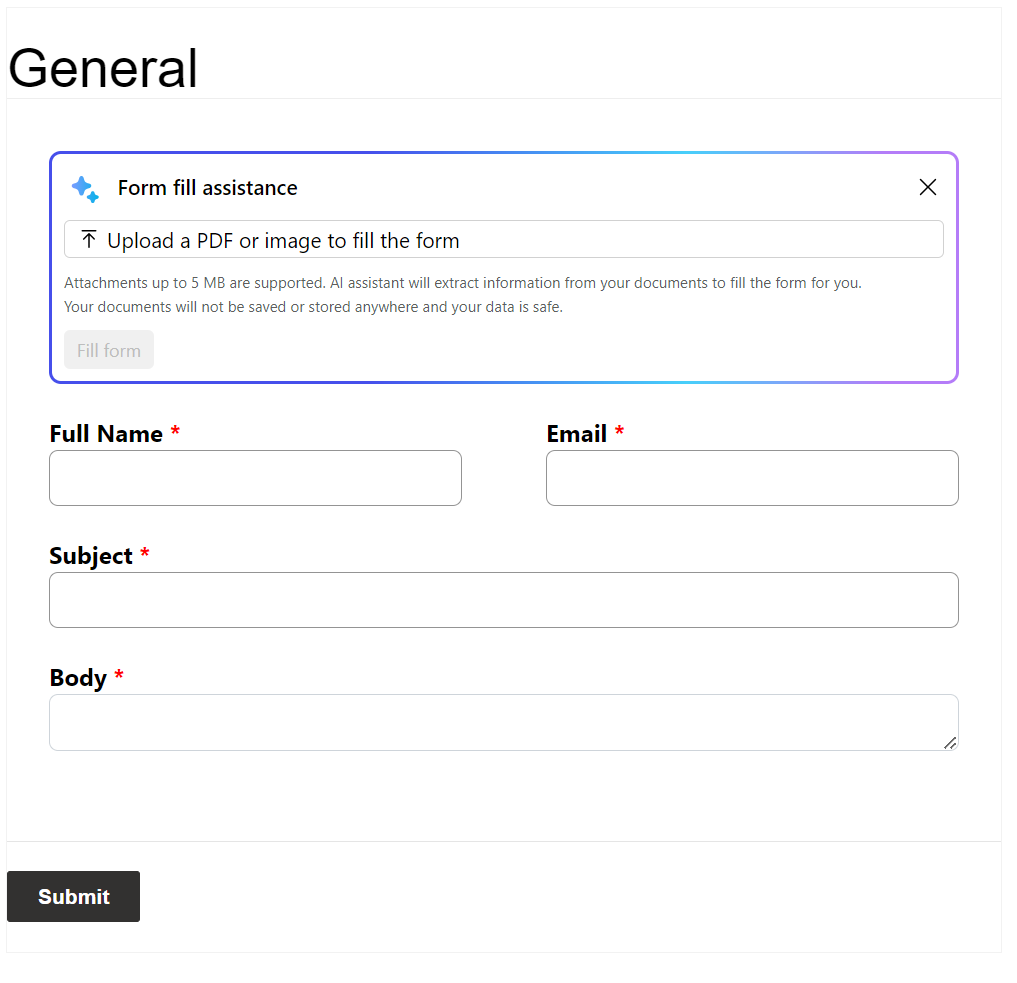 General
Form fill assistance
Upload a PDF or image to fill the form
Attachments up to 5 MB are supported. AI assistant will extract information from your documents to fill the form for you.
Your documents will not be saved or stored anywhere and your data is safe.
Fill form
Full Name *
Email *
Subject *
Body *
Submit